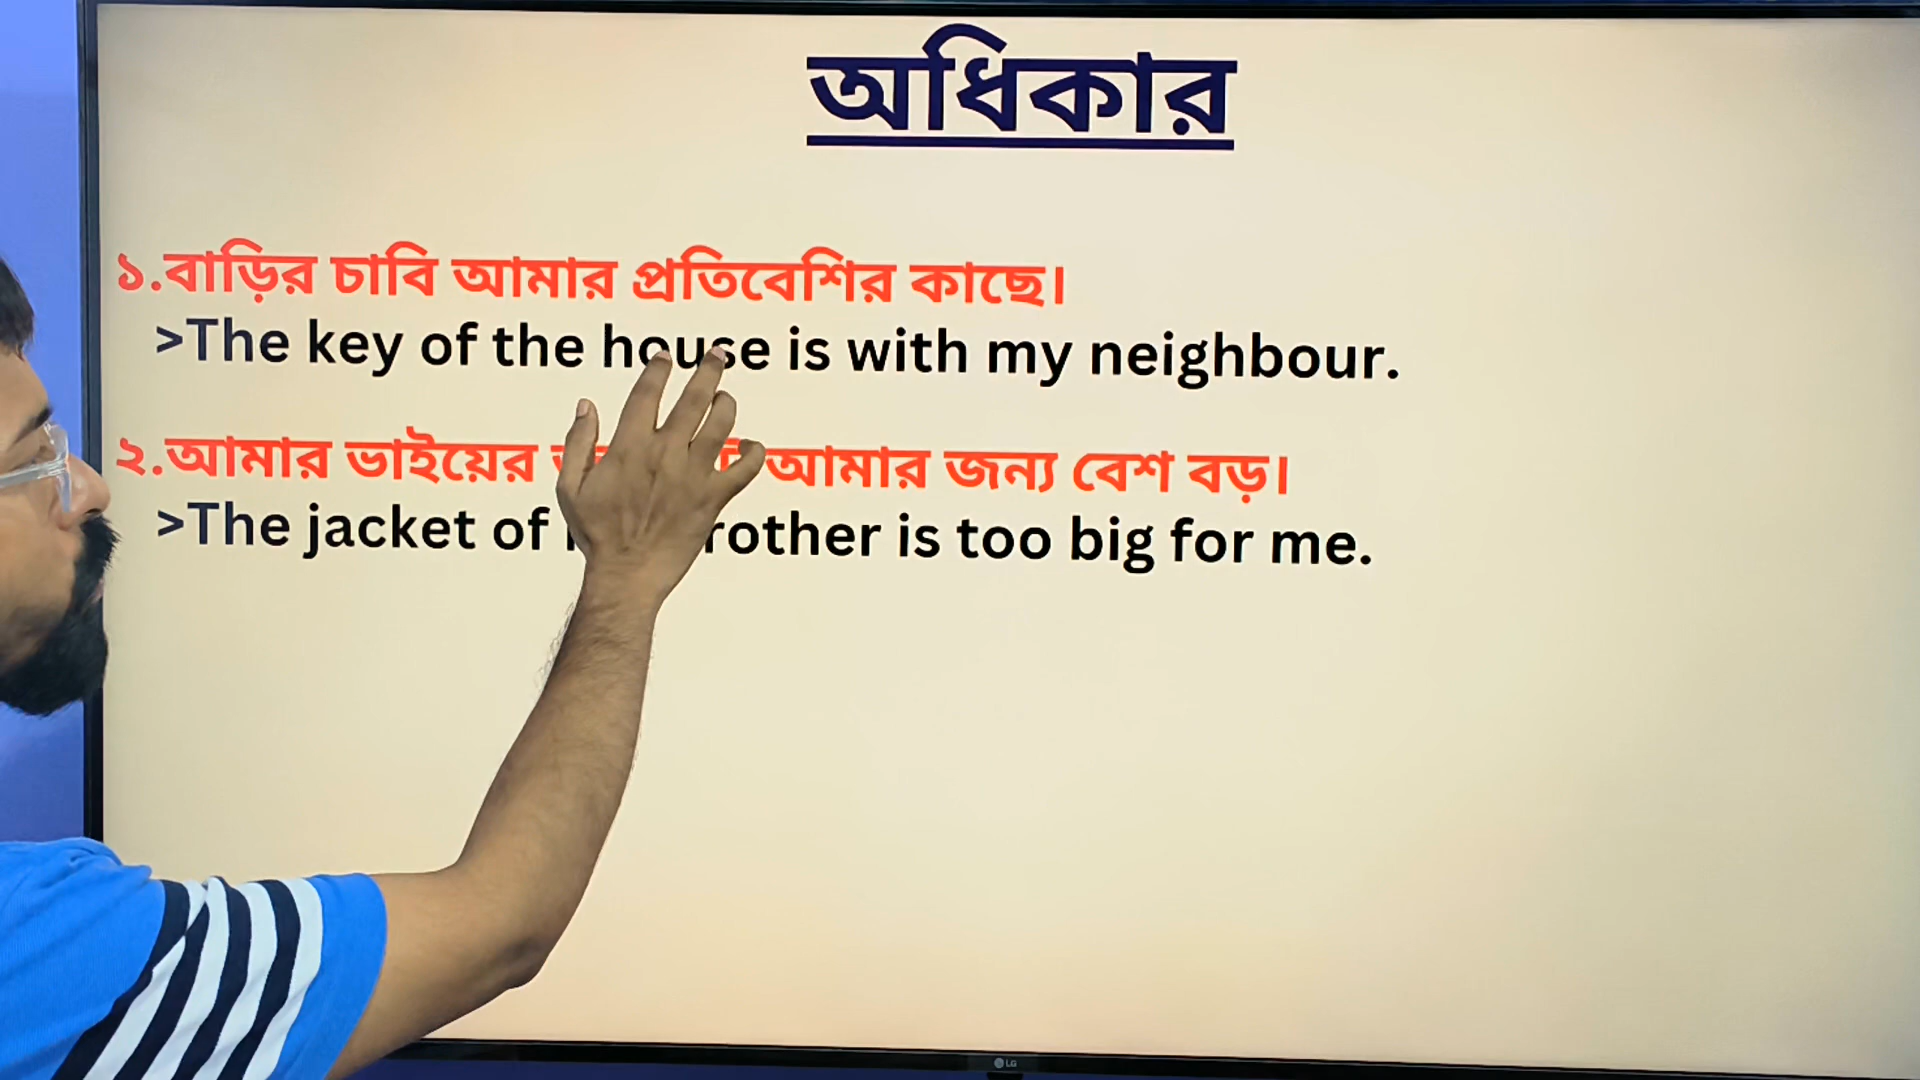 অধিকার
১.বাড়ির চাবি আমার প্রতিবেশির কাছে।
>The key of the house is with my neighbour.
২.আমার ভাইয়ের আমার জন্য বেশ বড়।
>The jacket of is too big for me.
LG